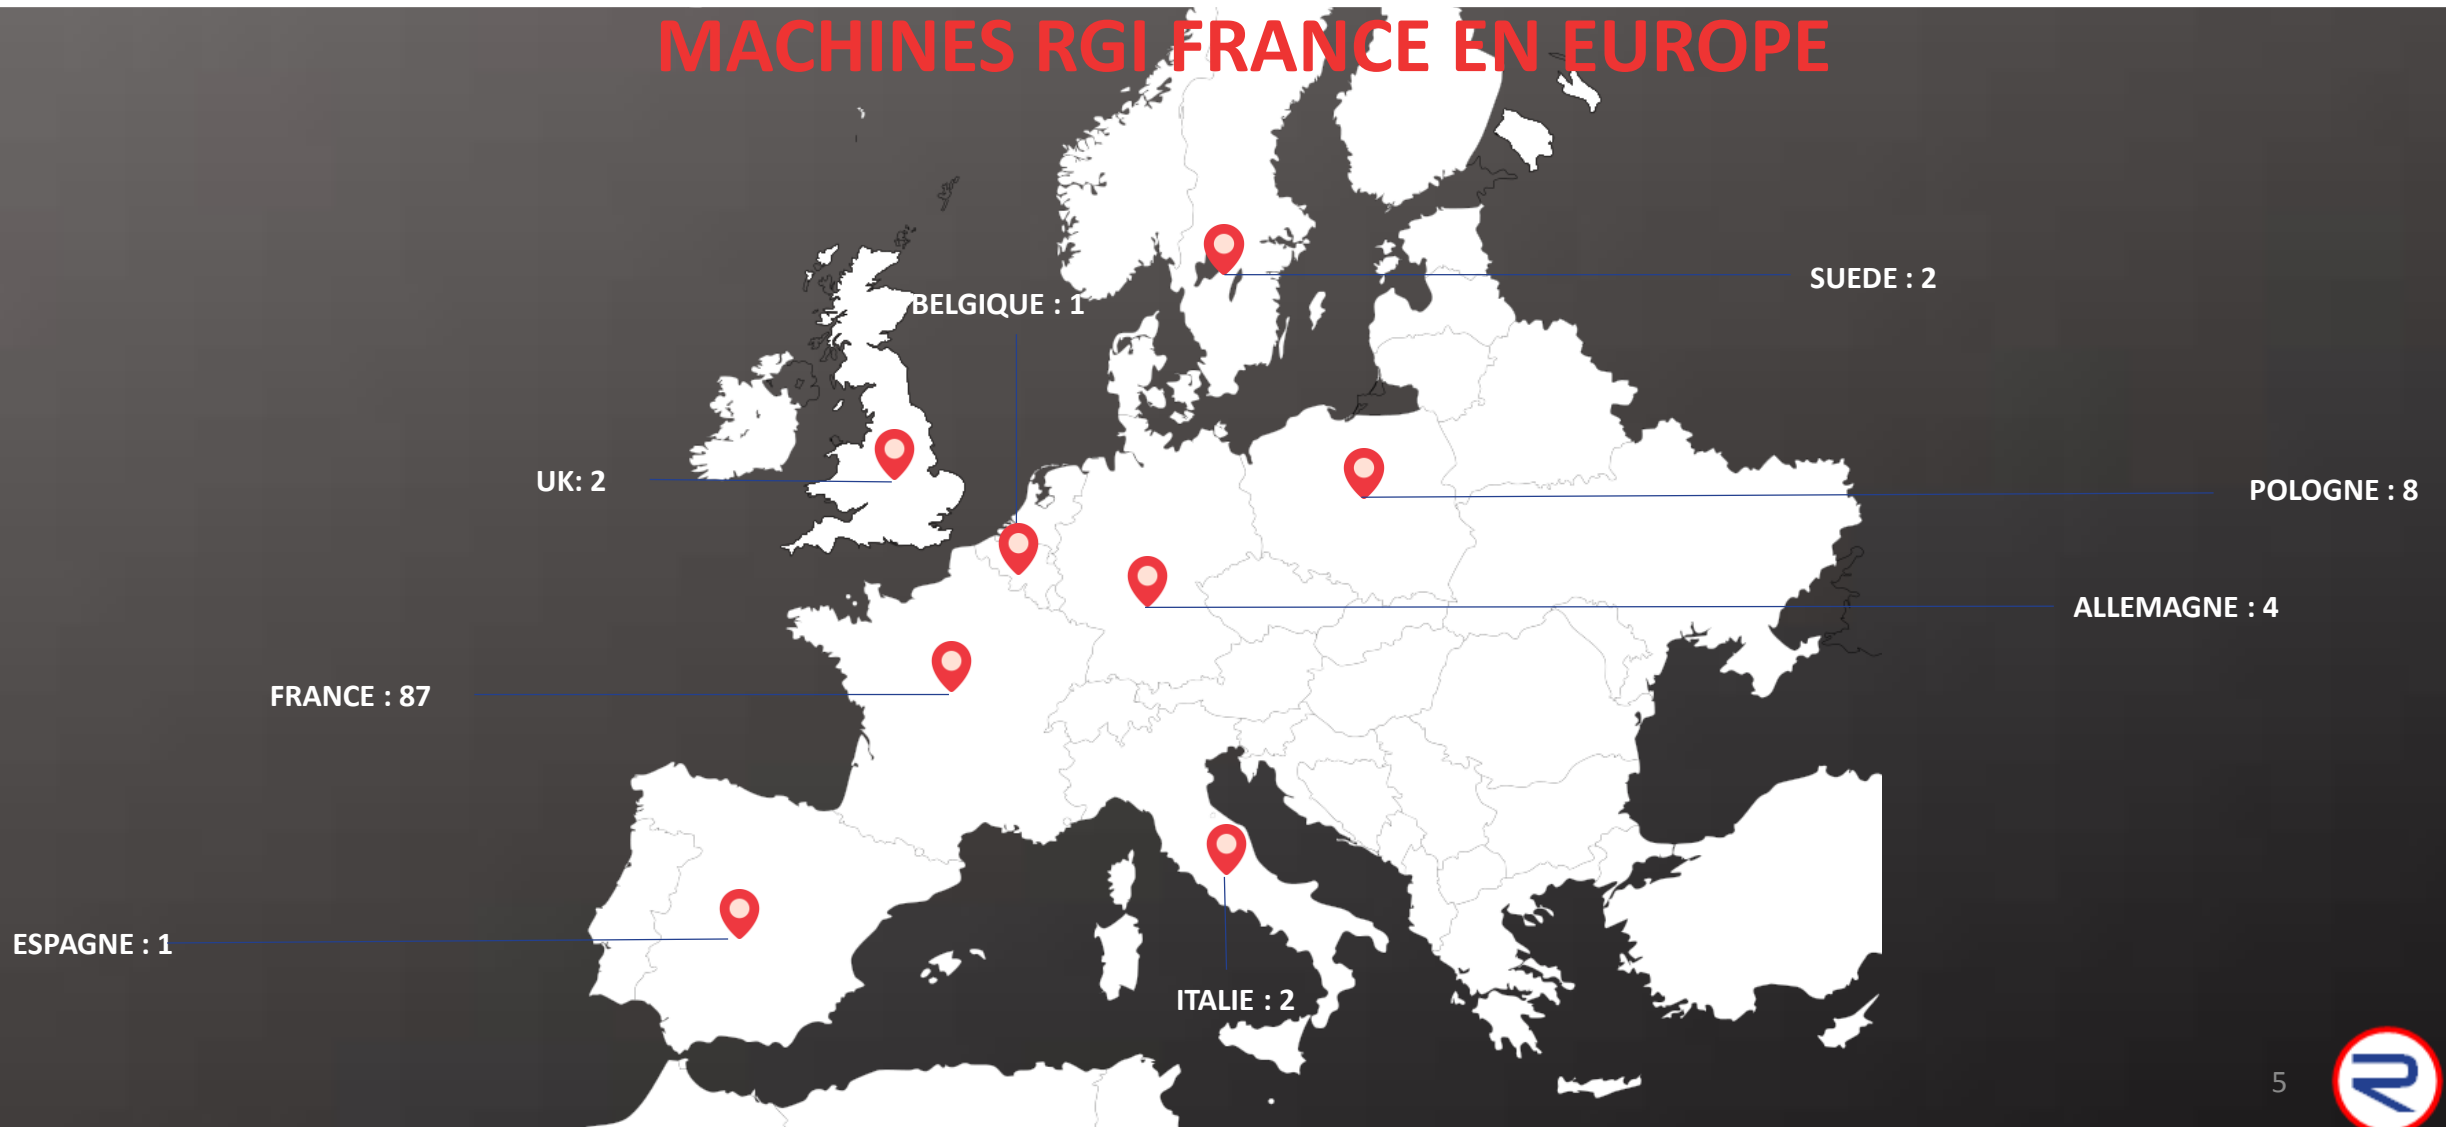 MACHINES RGI FRANCE EN EUROPE
SUEDE : 2
BELGIQUE : 1
UK: 2
POLOGNE : 8
ALLEMAGNE : 4
FRANCE : 87
ESPAGNE : 1
ITALIE : 2
5
R